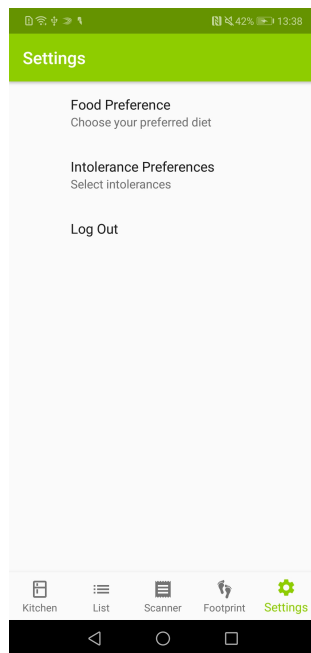 42% 13:38
Settings
Food Preference
Choose your preferred diet
Intolerance Preferences
Select intolerances
Log Out
Kitchen List Scanner Footprint Settings